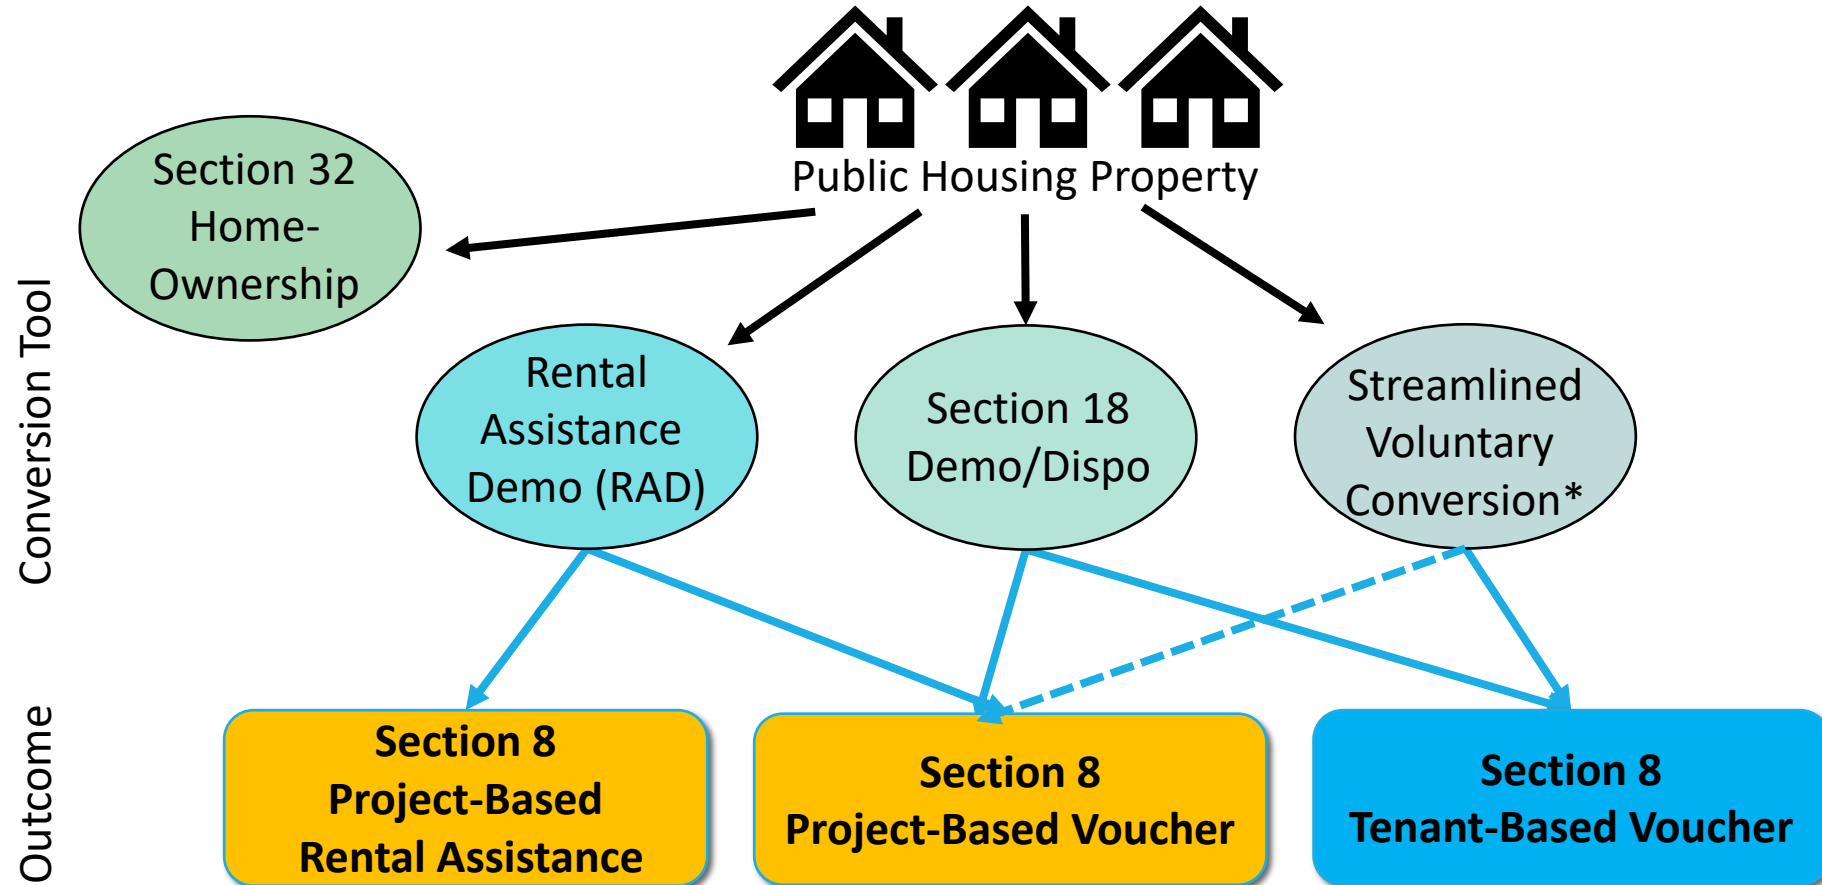 Public Housing Property
Section 32
Home-
Ownership
Conversion Tool
Rental
Assistance
Demo (RAD)
Section 18
Demo/Dispo
Streamlined
Voluntary
Conversion*
Outcome
Section 8
Project-Based
Rental Assistance
Section 8
Project-Based Voucher
Section 8
Tenant-Based Voucher